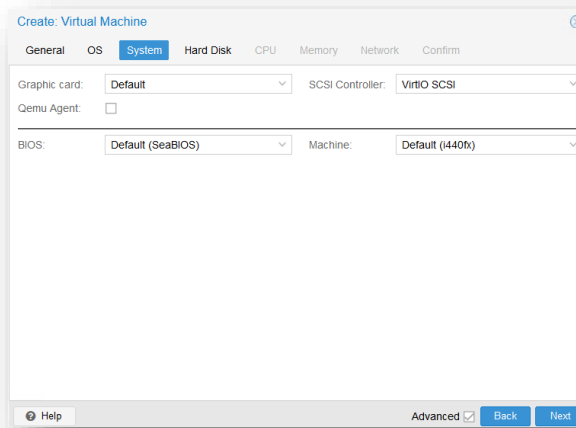 Create: Virtual Machine
General OS System Hard Disk CPU Memory Network Confirm
Graphic card: Default SCSI Controller: VirtIO SCSI
Qemu Agent:
BIOS: Default (SeaBIOS) Machine: Default (i440fx)
Help Advanced Back Next